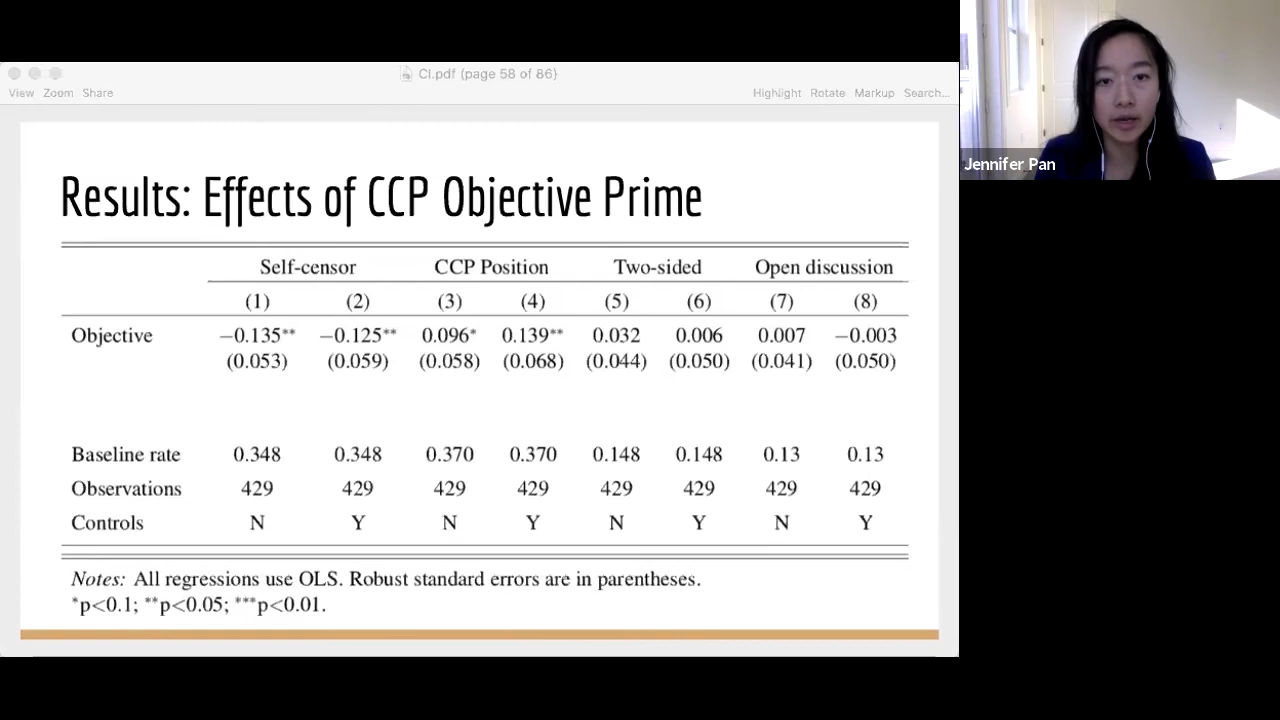 CI.pdf (page 58 of 86)
View Zoom Share Highlight Rotate Markup Search...
Results: Effects of CCP Objective Prime
Self-censor CCP Position Two-sided Open discussion
(1) (2) (3) (4) (5) (6) (7) (8)
Objective −0.135** −0.125** 0.096* 0.139** 0.032 0.006 0.007 −0.003
(0.053) (0.059) (0.058) (0.068) (0.044) (0.050) (0.041) (0.050)
Baseline rate 0.348 0.348 0.370 0.370 0.148 0.148 0.13 0.13
Observations 429 429 429 429 429 429 429 429
Controls N Y N Y N Y N Y
Notes: All regressions use OLS. Robust standard errors are in parentheses.
*p<0.1; **p<0.05; ***p<0.01.
Jennifer Pan